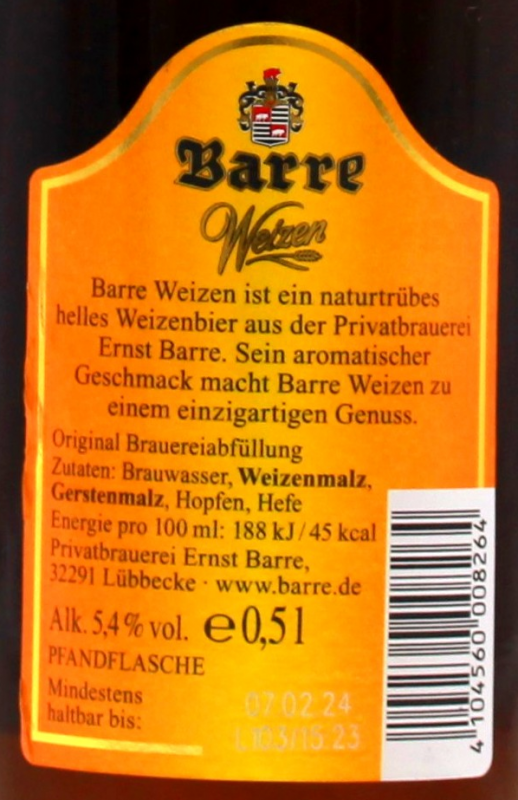 Barre
Weizen
Barre Weizen ist ein naturtrübes
helles Weizenbier aus der Privatbrauerei
Ernst Barre. Sein aromatischer
Geschmack macht Barre Weizen zu
einem einzigartigen Genuss.
Original Brauereiabfüllung
Zutaten: Brauwasser, Weizenmalz,
Gerstenmalz, Hopfen, Hefe
Energie pro 100 ml: 188 kJ/45 kcal
Privatbrauerei Ernst Barre,
32291 Lübbecke · www.barre.de
Alk. 5,4 % vol. e 0,5 l
PFANDFLASCHE
Mindestens
haltbar bis:
07.02.24
L103/15:23
4 104560 008264